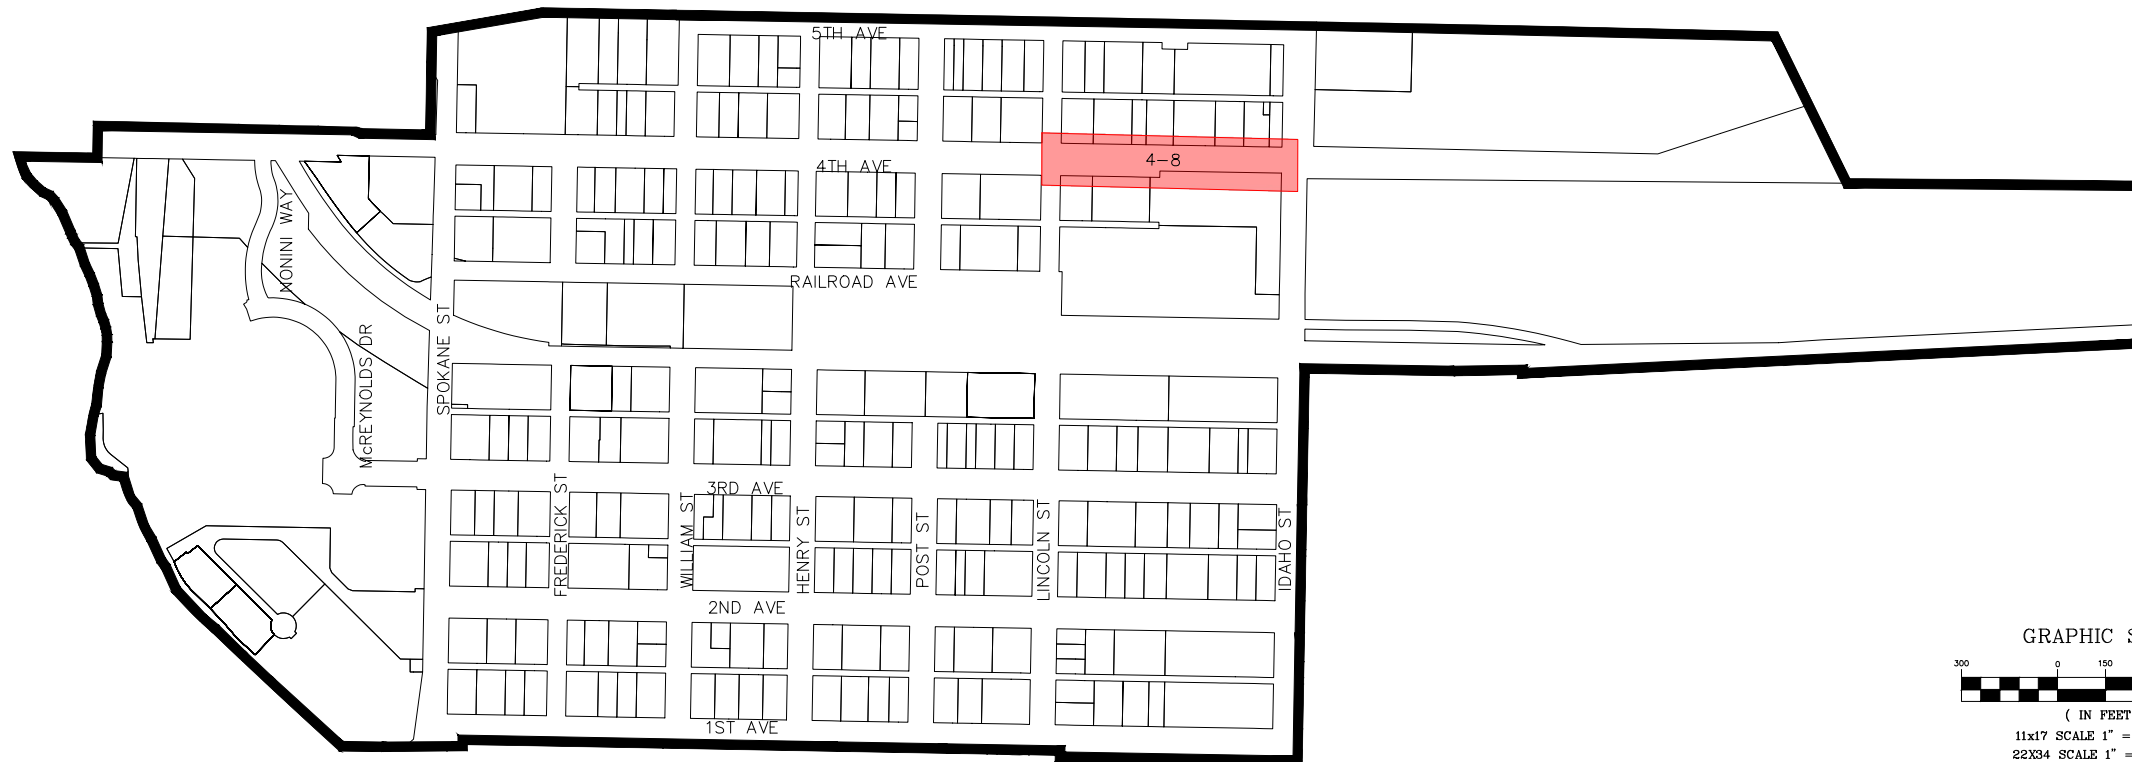 5TH AVE
4-8
4TH AVE
NONINI WAY
RAILROAD AVE
SPOKANE ST
McREYNOLDS DR
3RD AVE
FREDERICK ST
WILLIAM ST
HENRY ST
POST ST
LINCOLN ST
IDAHO ST
2ND AVE
1ST AVE
GRAPHIC S
300 0 150
( IN FEET
11x17 SCALE 1" =
22X34 SCALE 1" =